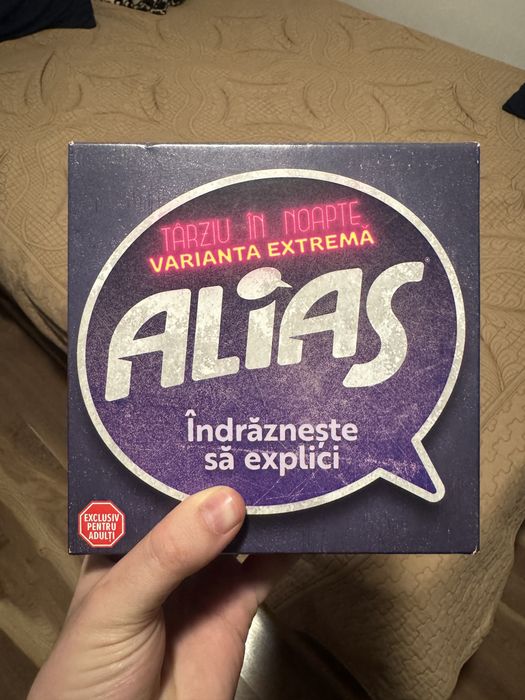 TÂRZIU ÎN NOAPTE
VARIANTA EXTREMĂ
ALiAS
Îndrăznește
să explici
EXCLUSIV
PENTRU
ADULȚI